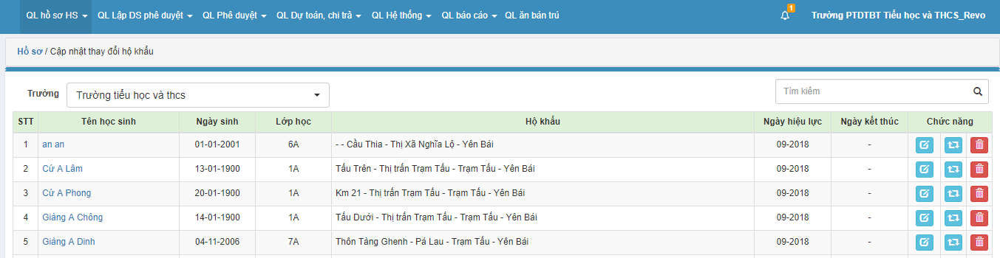 QL hồ sơ HS QL Lập DS phê duyệt QL Phê duyệt QL Dự toán, chi trả QL Hệ thống QL báo cáo QL ăn bán trú 1 Trường PTDTBT Tiểu học và THCS_Revo
Hồ sơ / Cập nhật thay đổi hộ khẩu
Trường Trường tiểu học và thcs Tìm kiếm
STT Tên học sinh Ngày sinh Lớp học Hộ khẩu Ngày hiệu lực Ngày kết thúc Chức năng
1 an an 01-01-2001 6A - - Cầu Thia - Thị Xã Nghĩa Lộ - Yên Bái 09-2018 -
2 Cứ A Lâm 13-01-1900 1A Tấu Trên - Thị trấn Trạm Tấu - Trạm Tấu - Yên Bái 09-2018 -
3 Cứ A Phong 20-01-1900 1A Km 21 - Thị trấn Trạm Tấu - Trạm Tấu - Yên Bái 09-2018 -
4 Giàng A Chông 14-01-1900 1A Tấu Dưới - Thị trấn Trạm Tấu - Trạm Tấu - Yên Bái 09-2018 -
5 Giàng A Dinh 04-11-2006 7A Thôn Tàng Ghenh - Pá Lau - Trạm Tấu - Yên Bái 09-2018 -